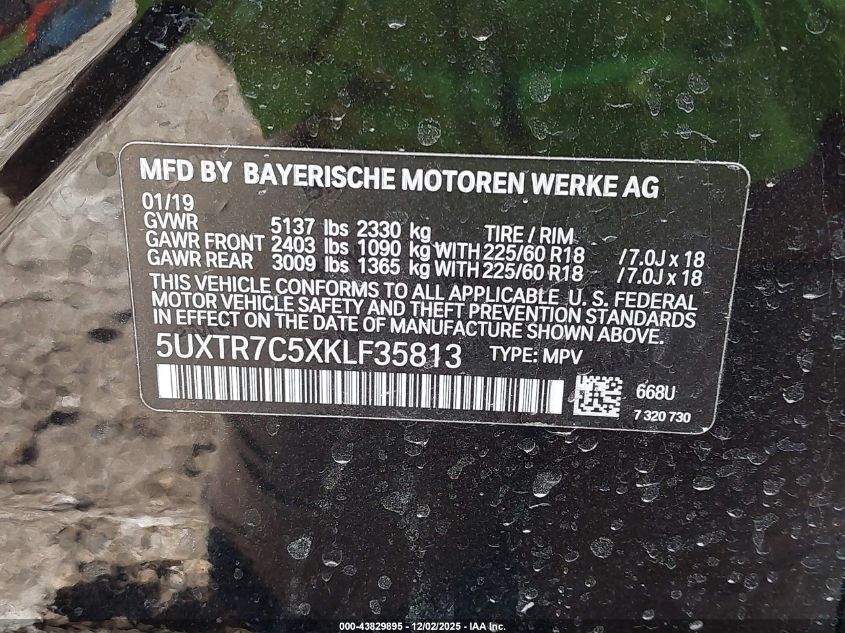 MFD BY BAYERISCHE MOTOREN WERKE AG
01/19
GVWR 5137 lbs 2330 kg TIRE / RIM
GAWR FRONT 2403 lbs 1090 kg WITH 225/60 R18 /7.0J x 18
GAWR REAR 3009 lbs 1365 kg WITH 225/60 R18 /7.0J x 18
THIS VEHICLE CONFORMS TO ALL APPLICABLE U. S. FEDERAL
MOTOR VEHICLE SAFETY AND THEFT PREVENTION STANDARDS
IN EFFECT ON THE DATE OF MANUFACTURE SHOWN ABOVE.
5UXTR7C5XKLF35813 TYPE: MPV
668U
7 320 730
000-43829895 - 12/02/2025 - IAA Inc.